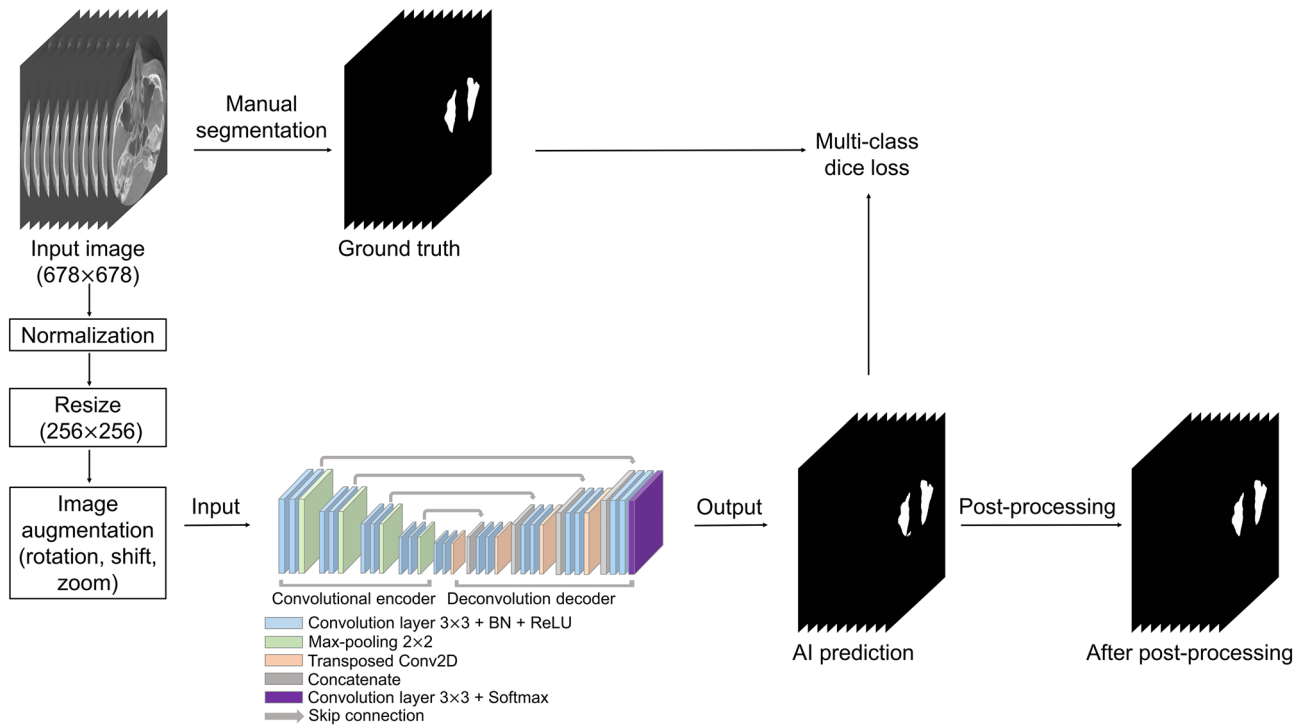 Manual
segmentation
Multi-class
dice loss
Input image
(678×678)
Ground truth
Normalization
Resize
(256×256)
Image
augmentation
(rotation, shift,
zoom)
Input
Output
Post-processing
Convolutional encoder
Deconvolution decoder
Convolution layer 3×3 + BN + ReLU
Max-pooling 2×2
Transposed Conv2D
Concatenate
Convolution layer 3×3 + Softmax
Skip connection
AI prediction
After post-processing